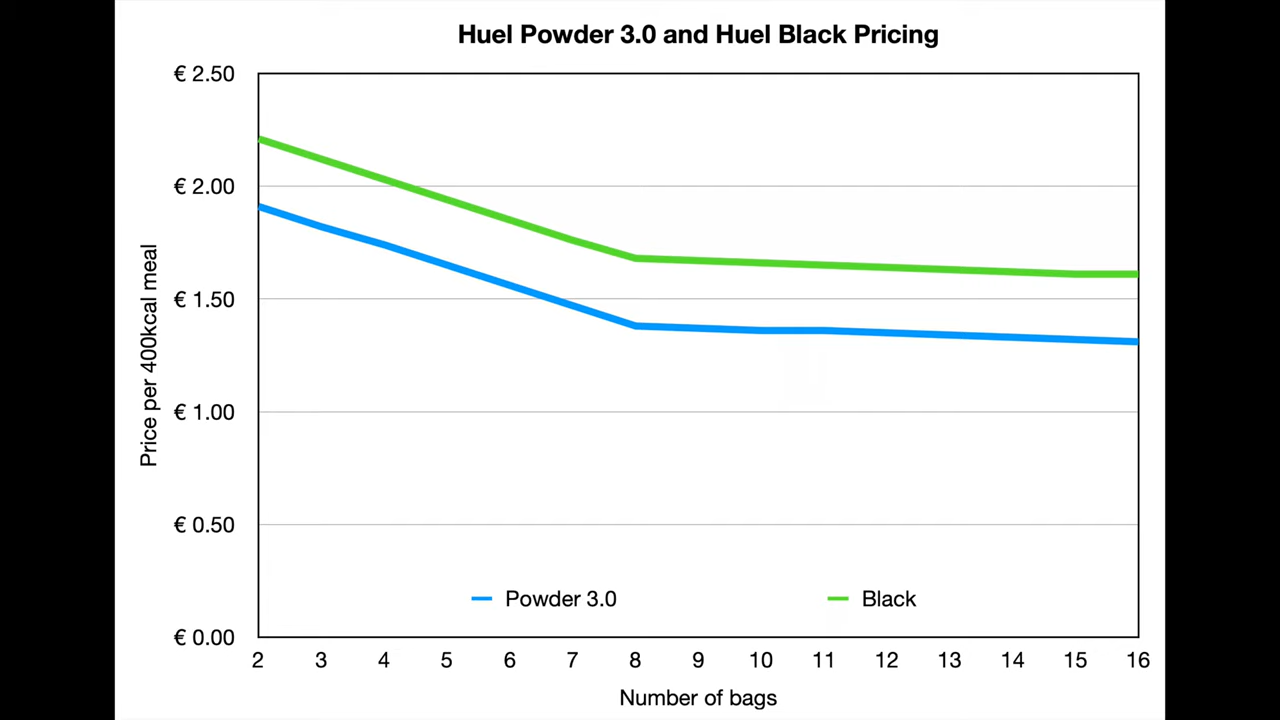 Huel Powder 3.0 and Huel Black Pricing
€ 2.50
€ 2.00
€ 1.50
€ 1.00
€ 0.50
€ 0.00
Price per 400kcal meal
Powder 3.0
Black
2 3 4 5 6 7 8 9 10 11 12 13 14 15 16
Number of bags